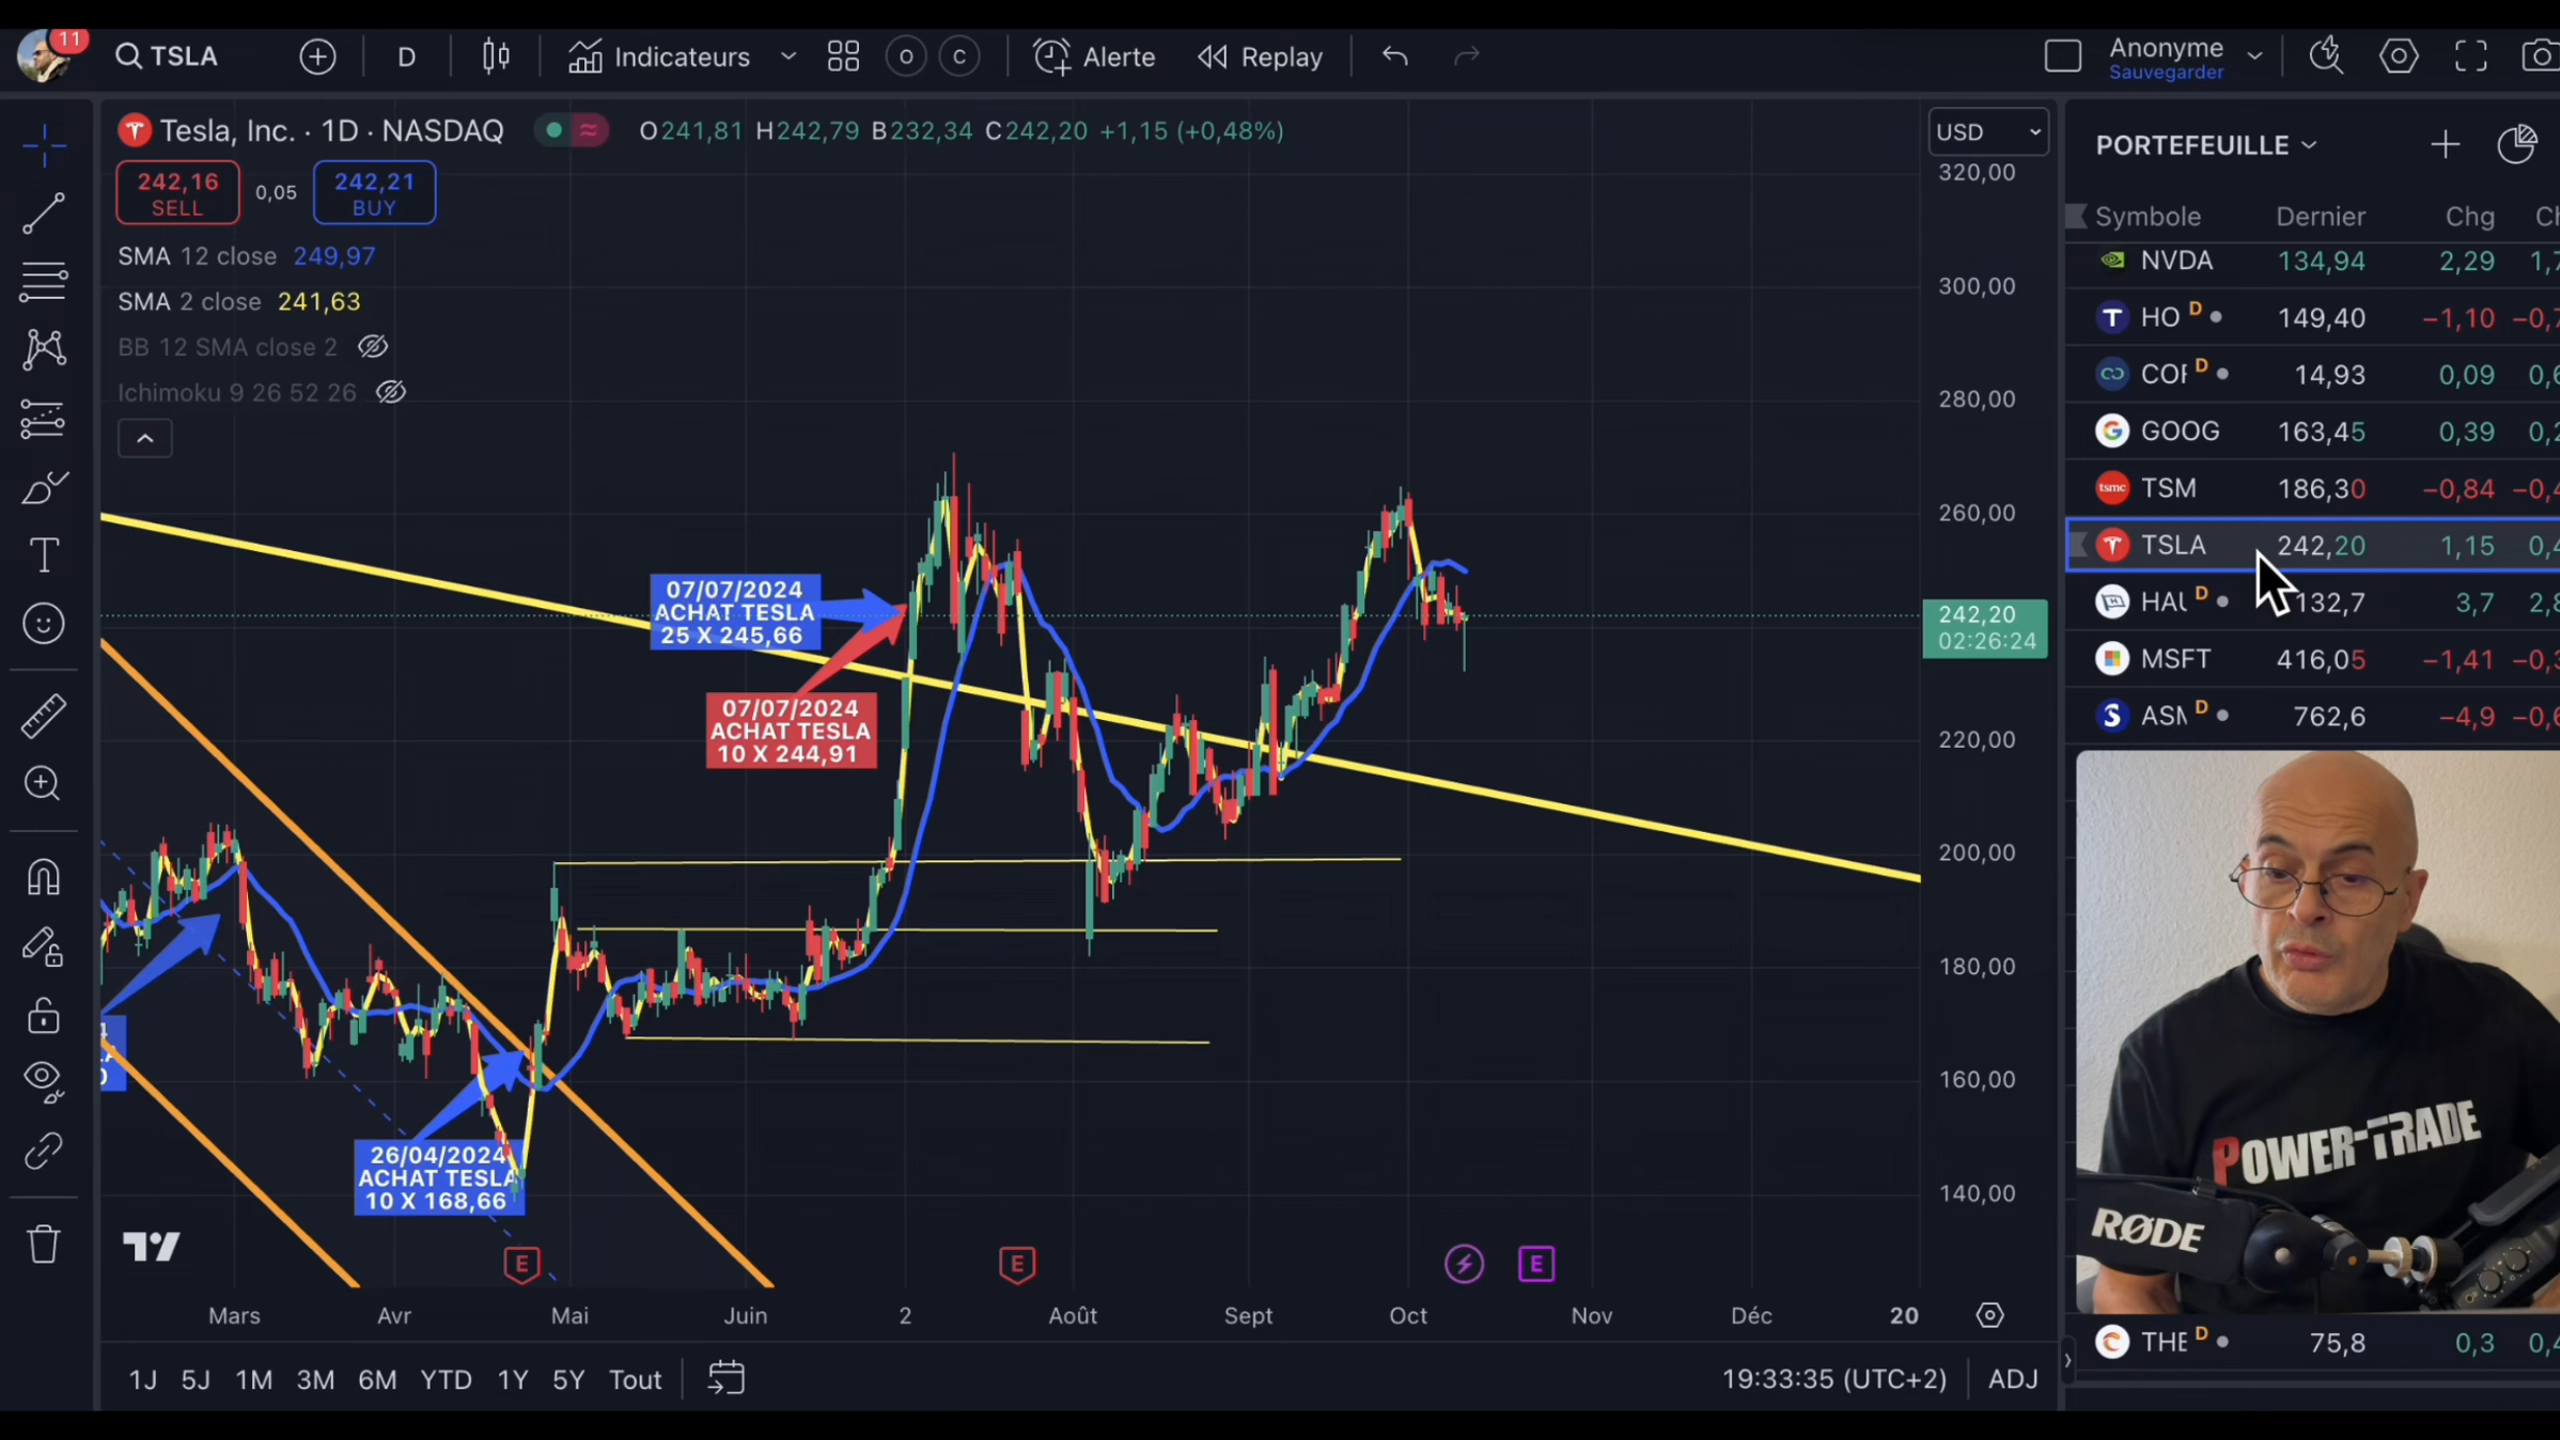 11
TSLA
D
Indicateurs
O
C
Alerte
Replay
Anonyme
Sauvegarder
Tesla, Inc. · 1D · NASDAQ
O241,81 H242,79 B232,34 C242,20 +1,15 (+0,48%)
242,16
SELL
0,05
242,21
BUY
SMA 12 close 249,97
SMA 2 close 241,63
BB 12 SMA close 2
Ichimoku 9 26 52 26
USD
320,00
300,00
280,00
260,00
242,20
02:26:24
220,00
200,00
180,00
160,00
140,00
07/07/2024
ACHAT TESLA
25 X 245,66
07/07/2024
ACHAT TESLA
10 X 244,91
26/04/2024
ACHAT TESLA
10 X 168,66
E
E
E
Mars Avr Mai Juin 2 Août Sept Oct Nov Déc 20
1J 5J 1M 3M 6M YTD 1Y 5Y Tout
19:33:35 (UTC+2) ADJ
PORTEFEUILLE
Symbole Dernier Chg
NVDA 134,94 2,29
HO D 149,40 −1,10
D 14,93 0,09
GOOG 163,45 0,39
tsmc TSM 186,30 −0,84
TSLA 242,20 1,15
D 132,7 3,7
MSFT 416,05 −1,41
D 762,6 −4,9
POWER-TRADE
RØDE
D 75,8 0,3